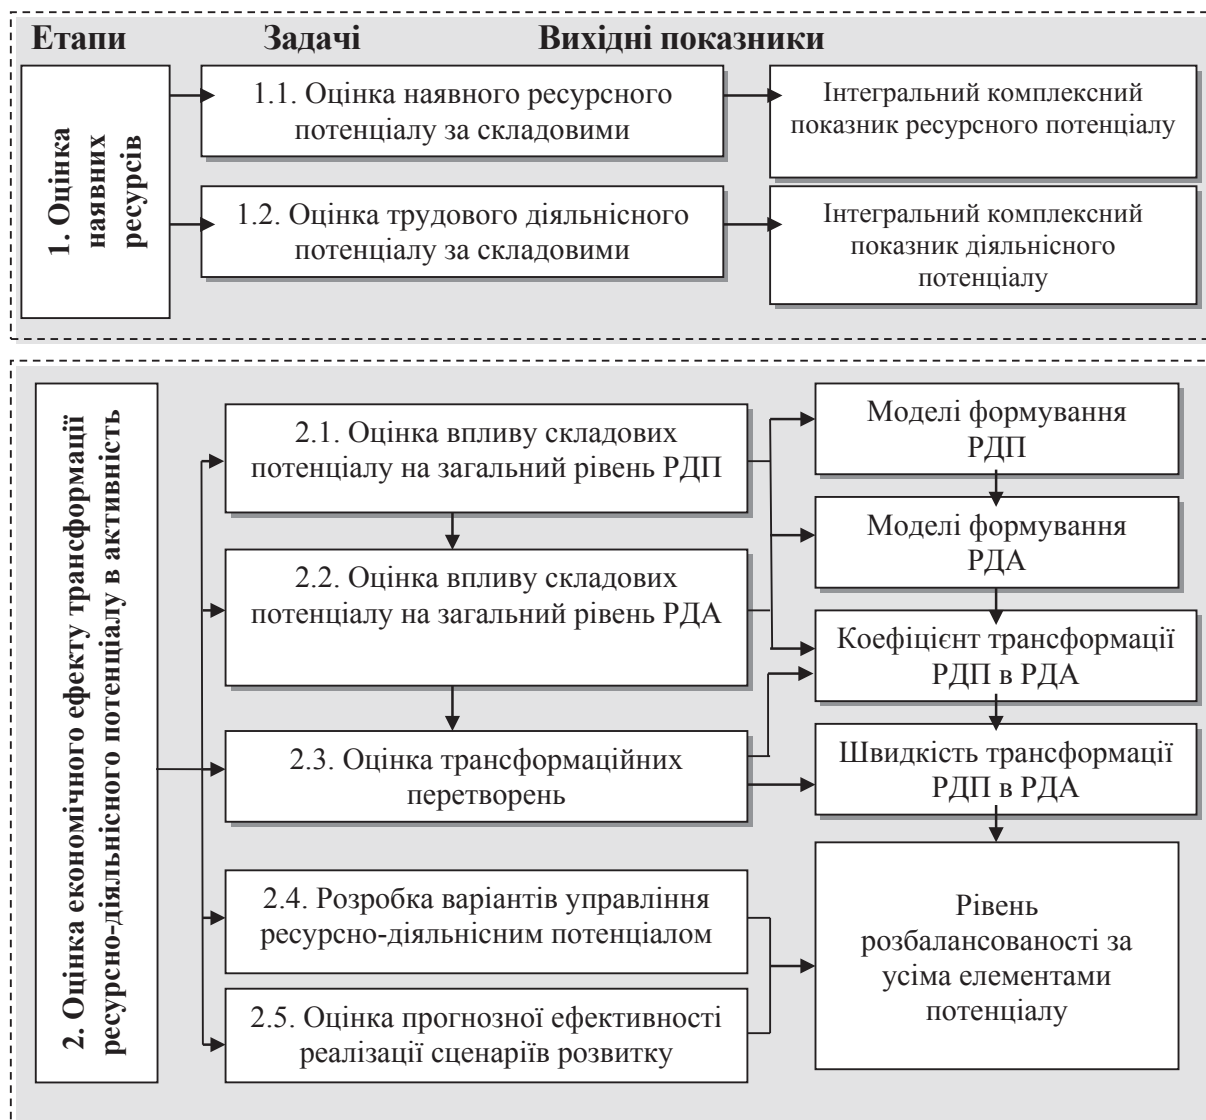 Етапи Задачі Вихідні показники
1. Оцінка
наявних
ресурсів
1.1. Оцінка наявного ресурсного
потенціалу за складовими
Інтегральний комплексний
показник ресурсного потенціалу
1.2. Оцінка трудового діяльнісного
потенціалу за складовими
Інтегральний комплексний
показник діяльнісного
потенціалу
2. Оцінка економічного ефекту трансформації
ресурсно-діяльнісного потенціалу в активність
2.1. Оцінка впливу складових
потенціалу на загальний рівень РДП
Моделі формування
РДП
Моделі формування
РДА
2.2. Оцінка впливу складових
потенціалу на загальний рівень РДА
Коефіцієнт трансформації
РДП в РДА
2.3. Оцінка трансформаційних
перетворень
Швидкість трансформації
РДП в РДА
2.4. Розробка варіантів управління
ресурсно-діяльнісним потенціалом
2.5. Оцінка прогнозної ефективності
реалізації сценаріїв розвитку
Рівень
розбалансованості за
усіма елементами
потенціалу